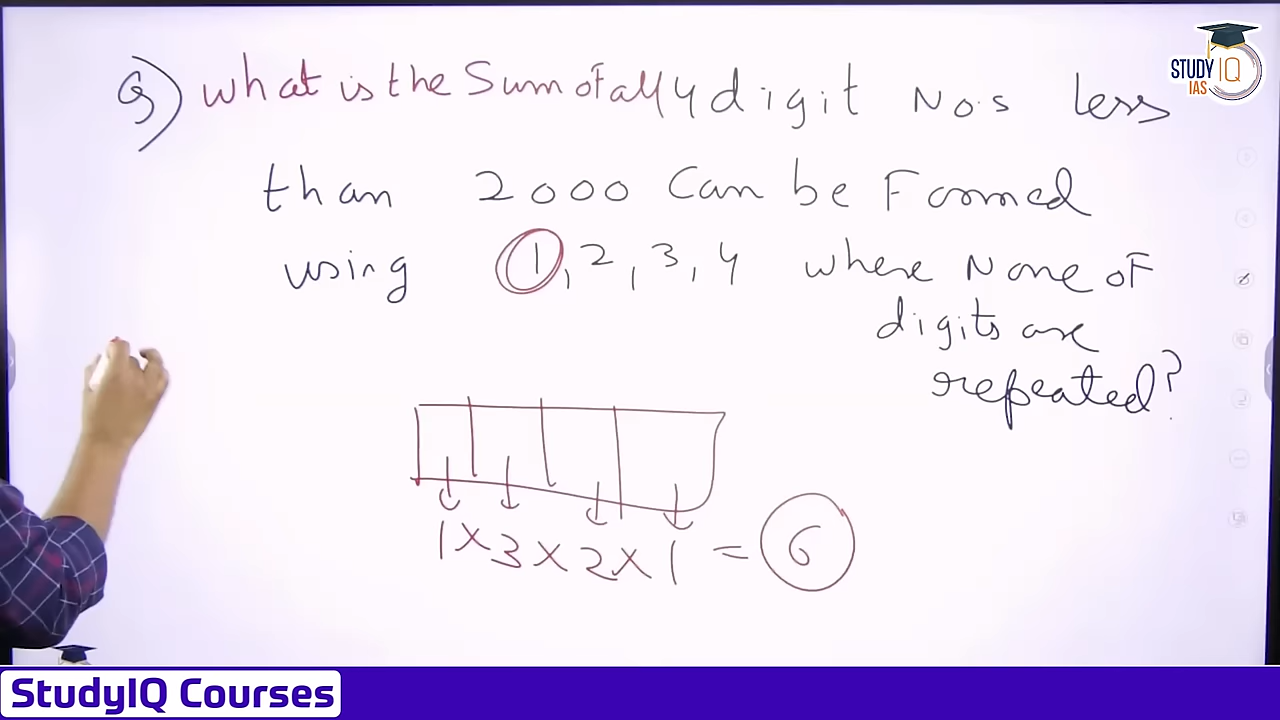 Q) What is the Sum of all 4 digit Nos less
than 2000 Can be Formed
using 1, 2, 3, 4 where None of
digits are
repeated?
1 x 3 x 2 x 1 = 6
STUDY IQ
IAS
StudyIQ Courses